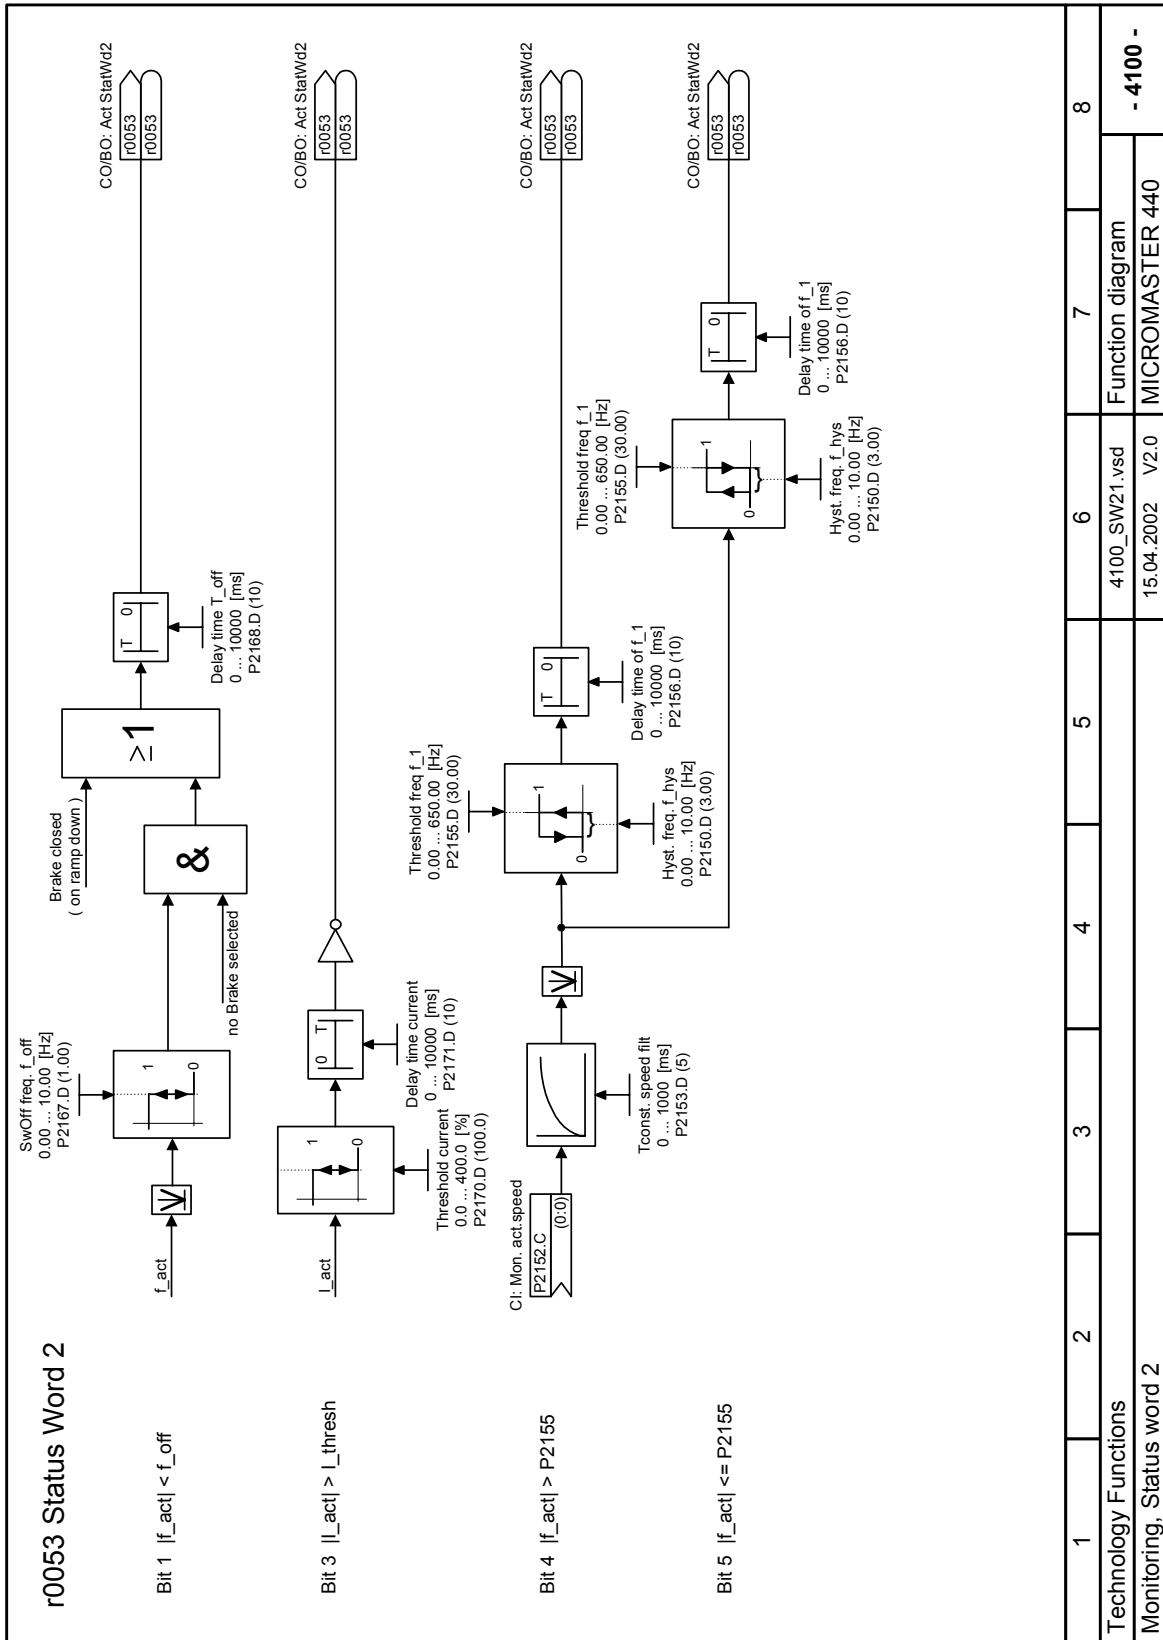 r0053 Status Word 2
Bit 1 |f_act| < f_off
f_act
SwOff freq. f_off
0.00 ... 10.00 [Hz]
P2167.D (1.00)
1
0
no Brake selected
&
Brake closed
( on ramp down )
≥1
T 0
Delay time T_off
0 ... 10000 [ms]
P2168.D (10)
CO/BO: Act StatWd2
r0053
r0053
Bit 3 |I_act| > I_thresh
I_act
1
0
Threshold current
0.0 ... 400.0 [%]
P2170.D (100.0)
0 T
Delay time current
0 ... 10000 [ms]
P2171.D (10)
CO/BO: Act StatWd2
r0053
r0053
Bit 4 |f_act| > P2155
CI: Mon. act.speed
P2152.C
(0:0)
Tconst. speed filt
0 ... 1000 [ms]
P2153.D (5)
Threshold freq f_1
0.00 ... 650.00 [Hz]
P2155.D (30.00)
1
0
Hyst. freq. f_hys
0.00 ... 10.00 [Hz]
P2150.D (3.00)
T 0
Delay time of f_1
0 ... 10000 [ms]
P2156.D (10)
CO/BO: Act StatWd2
r0053
r0053
Bit 5 |f_act| <= P2155
Threshold freq f_1
0.00 ... 650.00 [Hz]
P2155.D (30.00)
1
0
Hyst. freq. f_hys
0.00 ... 10.00 [Hz]
P2150.D (3.00)
T 0
Delay time of f_1
0 ... 10000 [ms]
P2156.D (10)
CO/BO: Act StatWd2
r0053
r0053
1 2 3 4 5 6 7 8
Technology Functions 4100_SW21.vsd Function diagram
- 4100 -
Monitoring, Status word 2 15.04.2002 V2.0 MICROMASTER 440